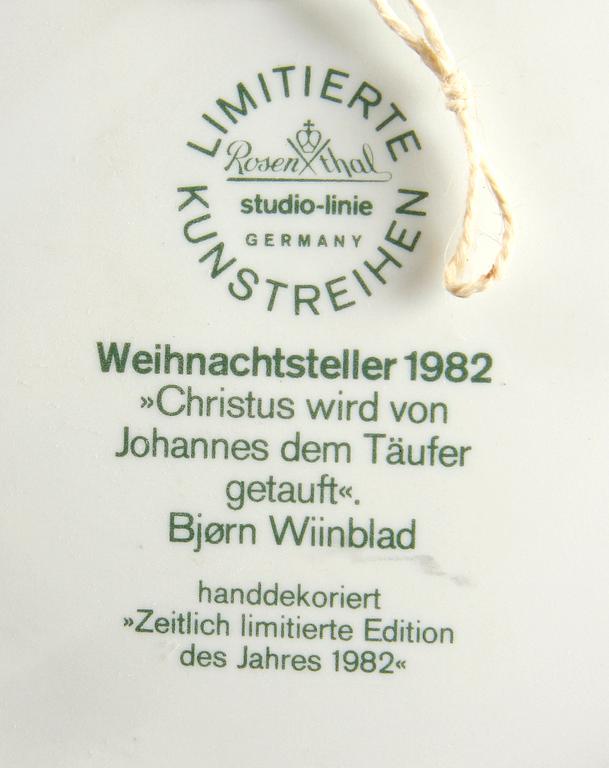 LIMITIERTE
Rosenthal
studio-linie
GERMANY
KUNSTREIHEN
Weihnachtsteller 1982
»Christus wird von
Johannes dem Täufer
getauft«.
Bjørn Wiinblad
handdekoriert
»Zeitlich limitierte Edition
des Jahres 1982«